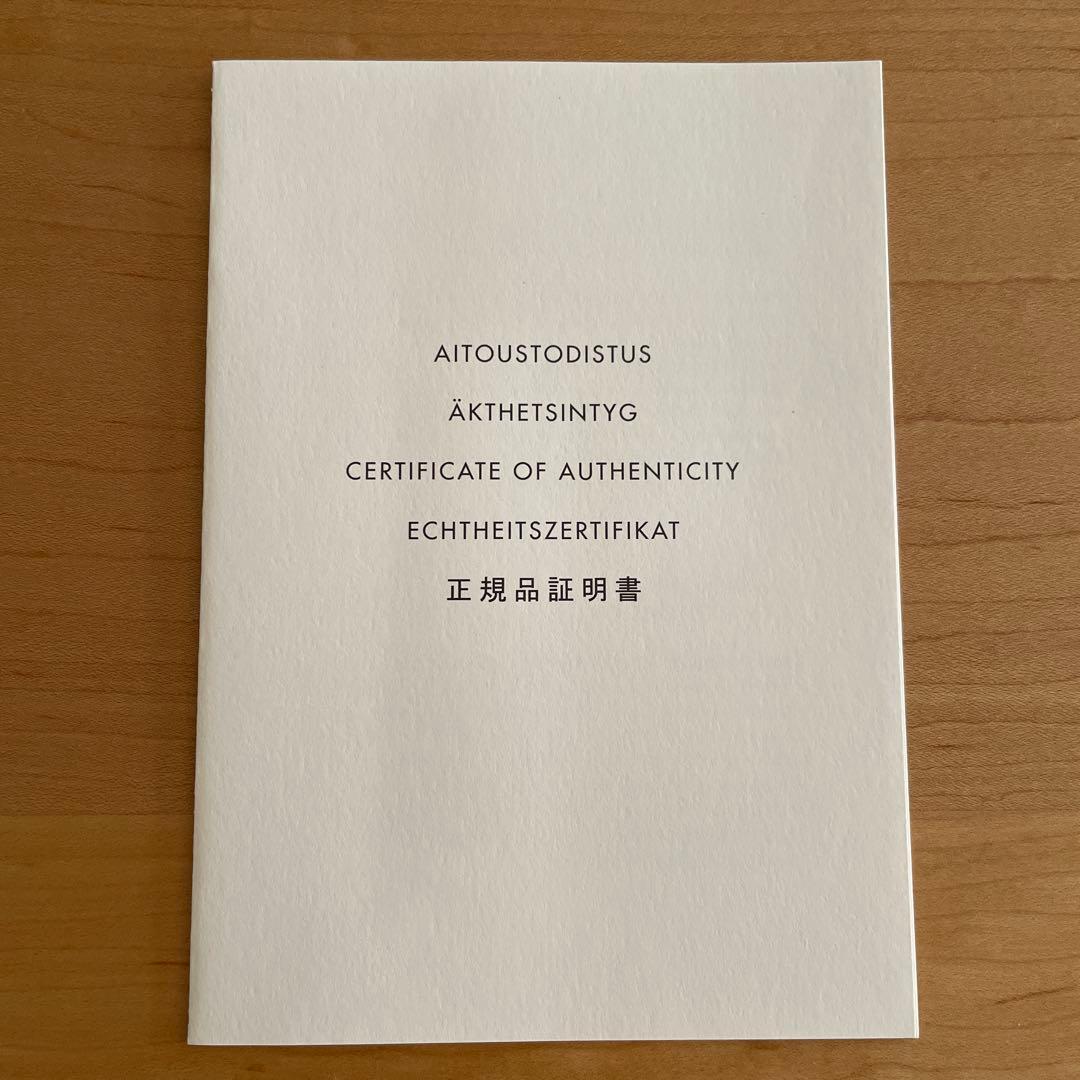 AITOUSTODISTUS
ÄKTHETSINTYG
CERTIFICATE OF AUTHENTICITY
ECHTHEITSZERTIFIKAT
正規品証明書